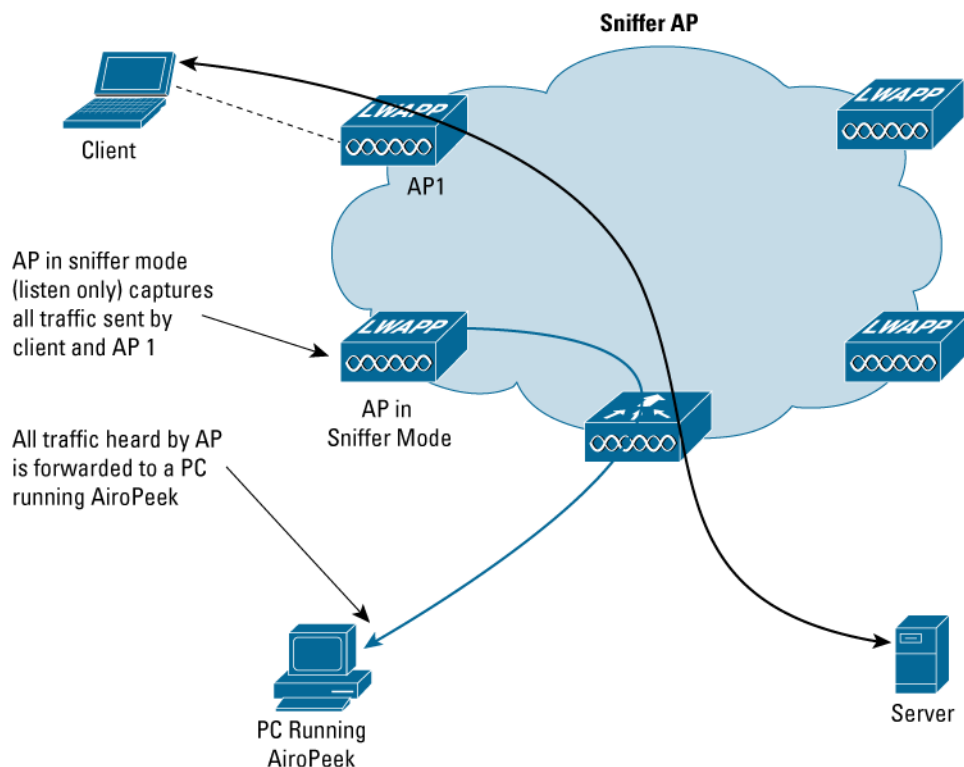 Sniffer AP
LWAPP
LWAPP
Client
AP1
AP in sniffer mode
(listen only) captures
all traffic sent by
client and AP 1
LWAPP
LWAPP
AP in
Sniffer Mode
All traffic heard by AP
is forwarded to a PC
running AiroPeek
PC Running
AiroPeek
Server